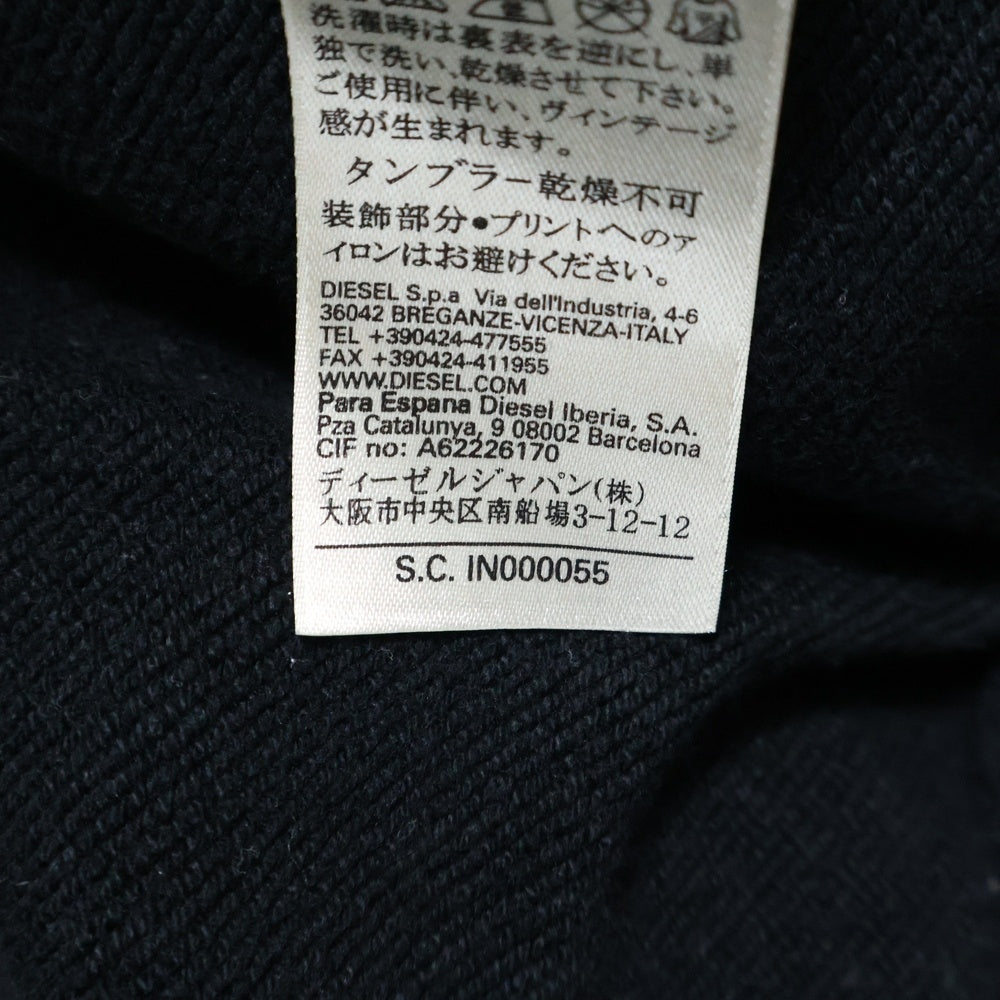 洗濯時は裏表を逆にし、単
独で洗い、乾燥させて下さい。
ご使用に伴い、ヴィンテージ
感が生まれます。
タンブラー乾燥不可
装飾部分●プリントへのア
イロンはお避けください。
DIESEL S.p.a Via dell'Industria, 4-6
36042 BREGANZE-VICENZA-ITALY
TEL +390424-477555
FAX +390424-411955
WWW.DIESEL.COM
Para Espana Diesel Iberia, S.A.
Pza Catalunya, 9 08002 Barcelona
CIF no: A62226170
ディーゼルジャパン(株)
大阪市中央区南船場3-12-12
S.C. IN000055